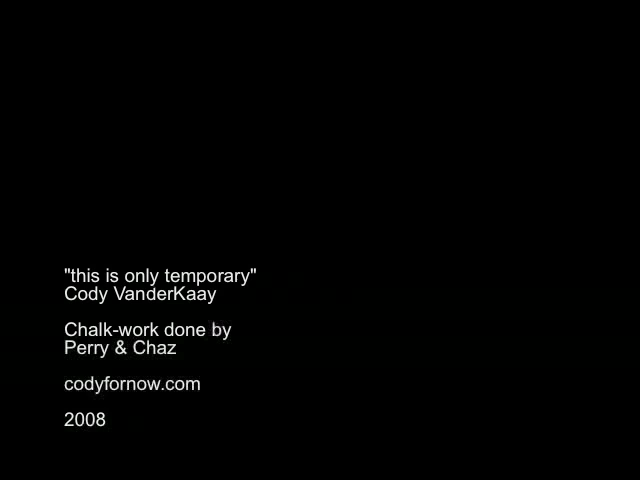 "this is only temporary"
Cody VanderKaay
Chalk-work done by
Perry & Chaz
codyfornow.com
2008